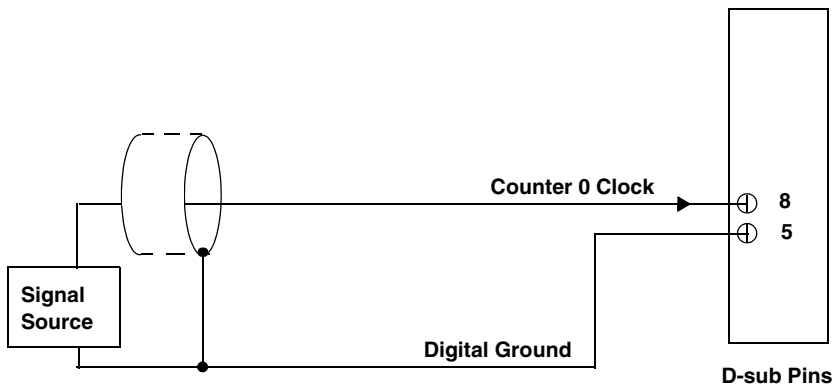 Counter 0 Clock
8
5
Signal
Source
Digital Ground
D-sub Pins